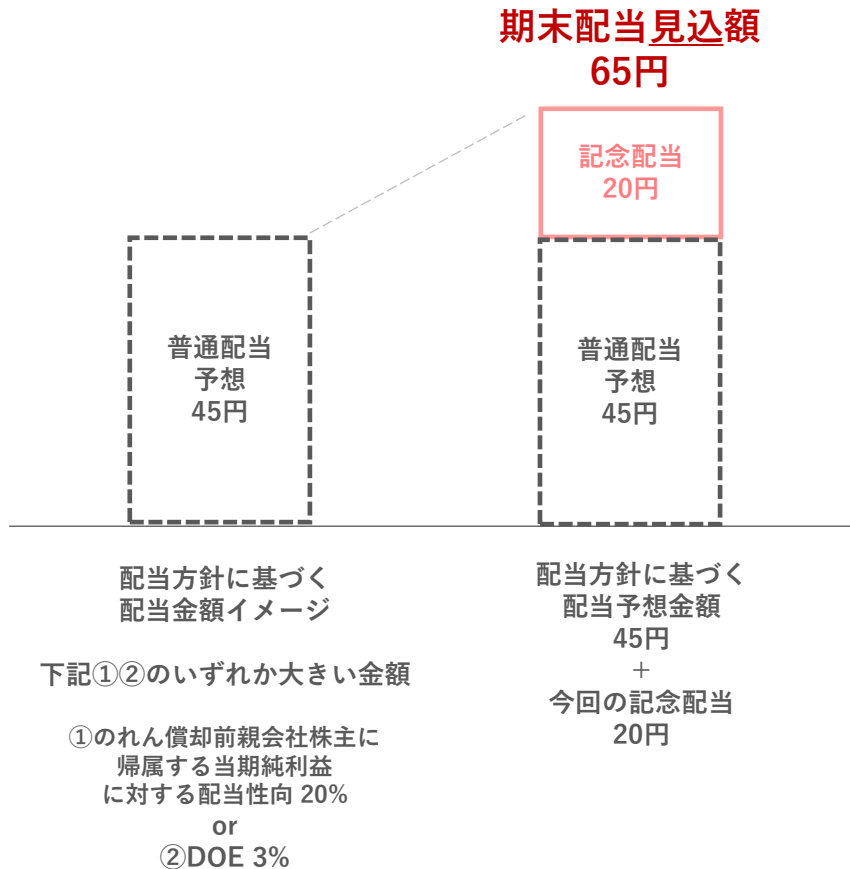 期末配当見込額
65円
記念配当
20円
普通配当
予想
45円
普通配当
予想
45円
配当方針に基づく
配当金額イメージ
下記①②のいずれか大きい金額
①のれん償却前親会社株主に
帰属する当期純利益
に対する配当性向 20%
or
②DOE 3%
配当方針に基づく
配当予想金額
45円
+
今回の記念配当
20円